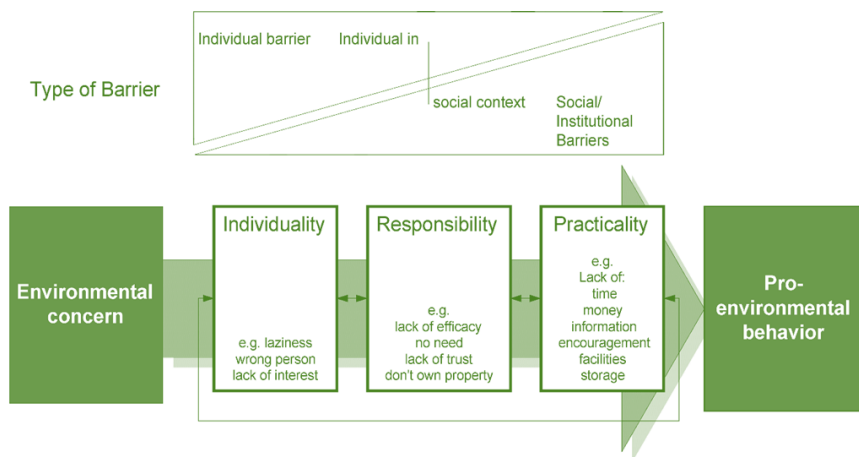 Individual barrier
Individual in
Type of Barrier
social context
Social/
Institutional
Barriers
Environmental
concern
Individuality
e.g. laziness
wrong person
lack of interest
Responsibility
e.g.
lack of efficacy
no need
lack of trust
don't own property
Practicality
e.g.
Lack of:
time
money
information
encouragement
facilities
storage
Pro-
environmental
behavior